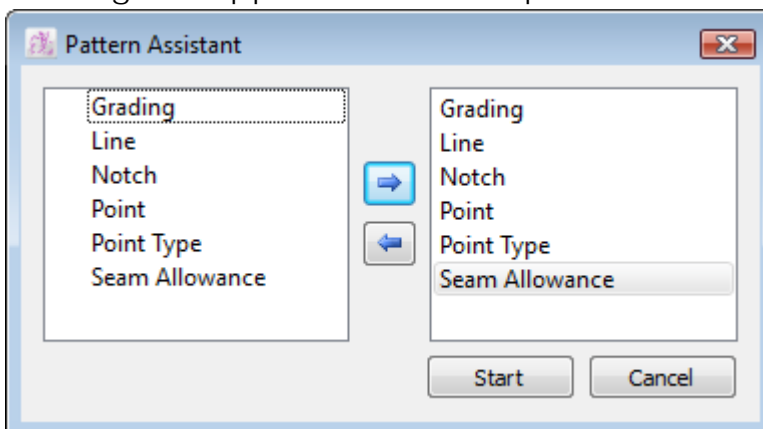 Pattern Assistant
Grading
Line
Notch
Point
Point Type
Seam Allowance
Grading
Line
Notch
Point
Point Type
Seam Allowance
Start
Cancel